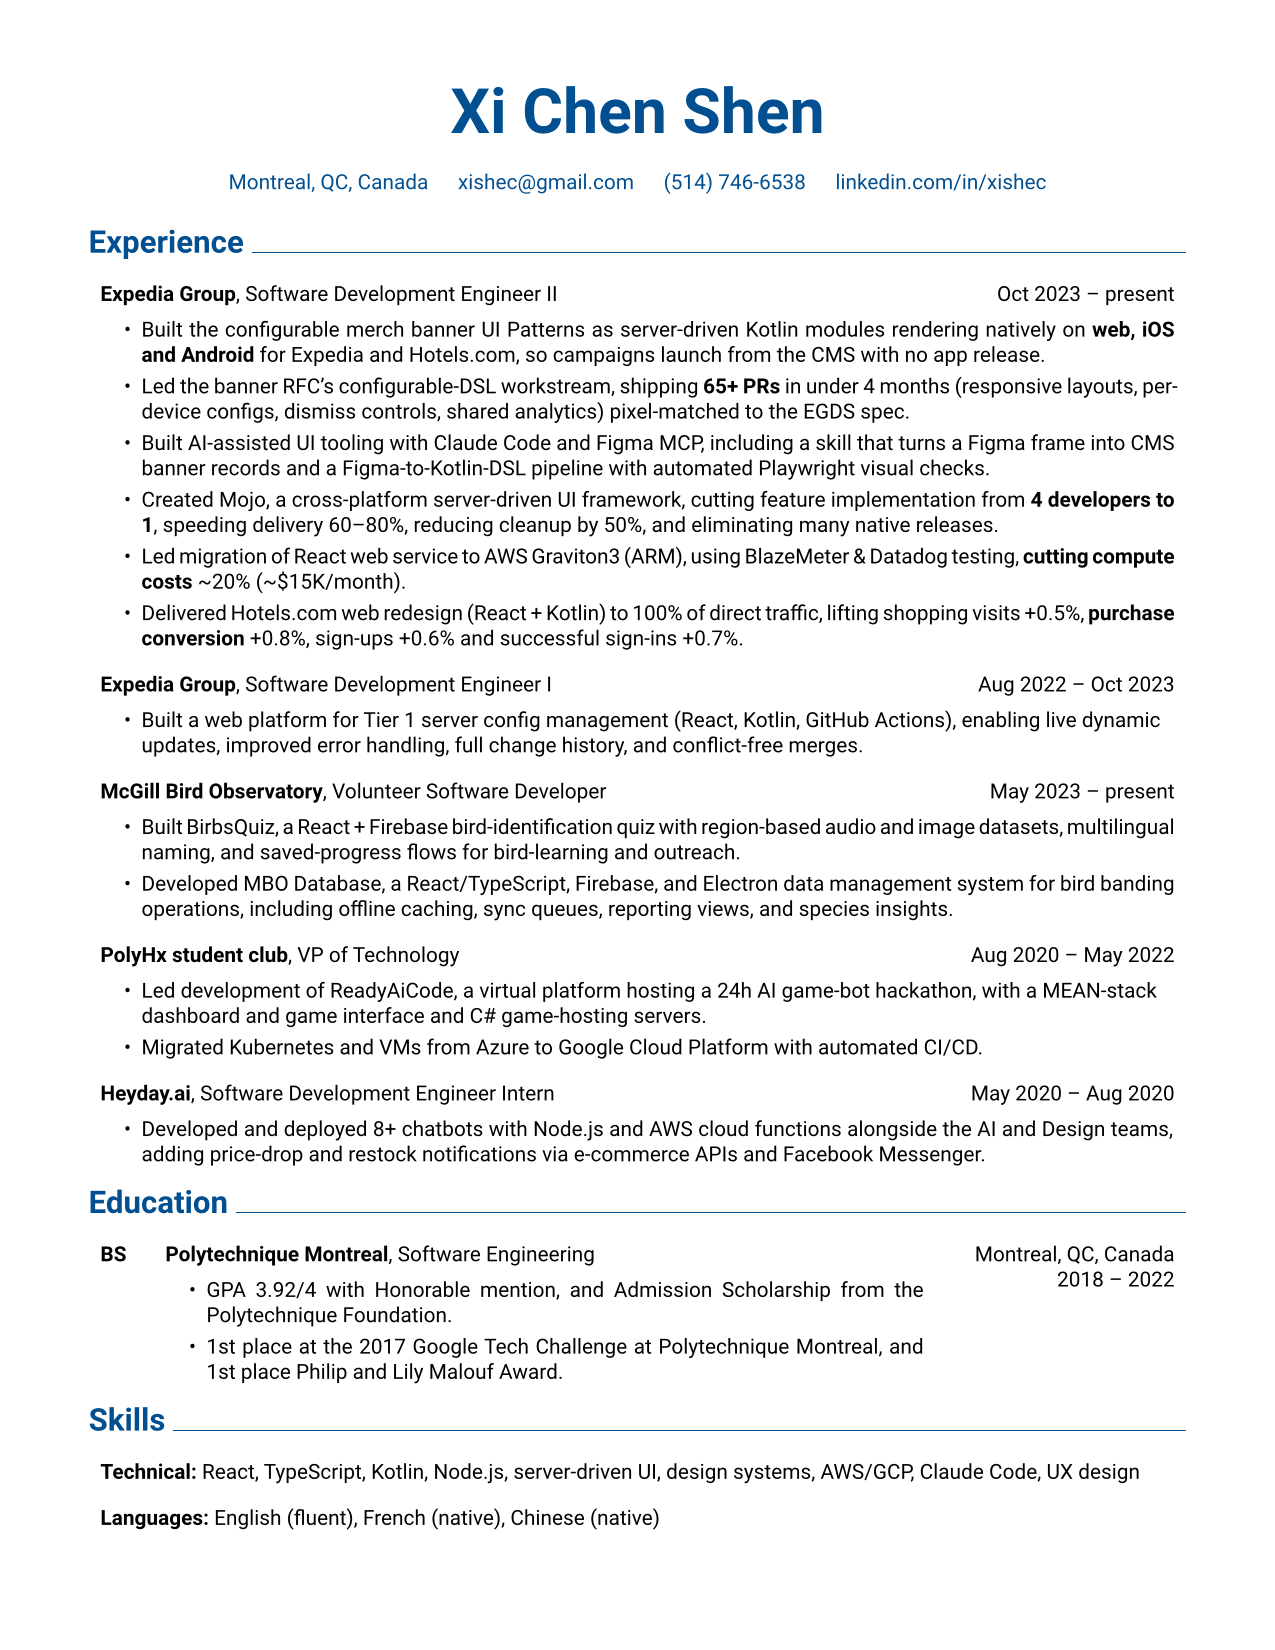 Xi Chen Shen
Montreal, QC, Canada xishec@gmail.com (514) 746-6538 linkedin.com/in/xishec
Experience
Expedia Group, Software Development Engineer II Oct 2023 – present
• Built the configurable merch banner UI Patterns as server-driven Kotlin modules rendering natively on web, iOS
and Android for Expedia and Hotels.com, so campaigns launch from the CMS with no app release.
• Led the banner RFC’s configurable-DSL workstream, shipping 65+ PRs in under 4 months (responsive layouts, per-
device configs, dismiss controls, shared analytics) pixel-matched to the EGDS spec.
• Built AI-assisted UI tooling with Claude Code and Figma MCP, including a skill that turns a Figma frame into CMS
banner records and a Figma-to-Kotlin-DSL pipeline with automated Playwright visual checks.
• Created Mojo, a cross-platform server-driven UI framework, cutting feature implementation from 4 developers to
1, speeding delivery 60–80%, reducing cleanup by 50%, and eliminating many native releases.
• Led migration of React web service to AWS Graviton3 (ARM), using BlazeMeter & Datadog testing, cutting compute
costs ~20% (~$15K/month).
• Delivered Hotels.com web redesign (React + Kotlin) to 100% of direct traffic, lifting shopping visits +0.5%, purchase
conversion +0.8%, sign-ups +0.6% and successful sign-ins +0.7%.
Expedia Group, Software Development Engineer I Aug 2022 – Oct 2023
• Built a web platform for Tier 1 server config management (React, Kotlin, GitHub Actions), enabling live dynamic
updates, improved error handling, full change history, and conflict-free merges.
McGill Bird Observatory, Volunteer Software Developer May 2023 – present
• Built BirbsQuiz, a React + Firebase bird-identification quiz with region-based audio and image datasets, multilingual
naming, and saved-progress flows for bird-learning and outreach.
• Developed MBO Database, a React/TypeScript, Firebase, and Electron data management system for bird banding
operations, including offline caching, sync queues, reporting views, and species insights.
PolyHx student club, VP of Technology Aug 2020 – May 2022
• Led development of ReadyAiCode, a virtual platform hosting a 24h AI game-bot hackathon, with a MEAN-stack
dashboard and game interface and C# game-hosting servers.
• Migrated Kubernetes and VMs from Azure to Google Cloud Platform with automated CI/CD.
Heyday.ai, Software Development Engineer Intern May 2020 – Aug 2020
• Developed and deployed 8+ chatbots with Node.js and AWS cloud functions alongside the AI and Design teams,
adding price-drop and restock notifications via e-commerce APIs and Facebook Messenger.
Education
BS Polytechnique Montreal, Software Engineering Montreal, QC, Canada
2018 – 2022
• GPA 3.92/4 with Honorable mention, and Admission Scholarship from the
Polytechnique Foundation.
• 1st place at the 2017 Google Tech Challenge at Polytechnique Montreal, and
1st place Philip and Lily Malouf Award.
Skills
Technical: React, TypeScript, Kotlin, Node.js, server-driven UI, design systems, AWS/GCP, Claude Code, UX design
Languages: English (fluent), French (native), Chinese (native)